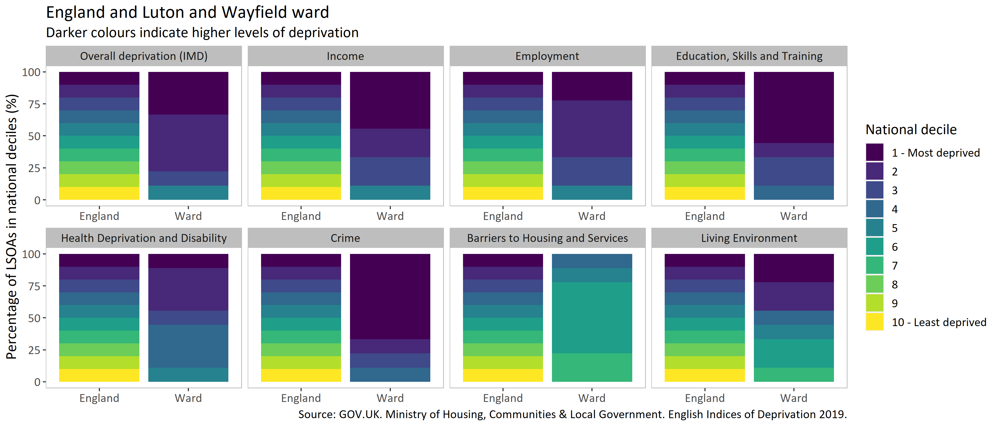 England and Luton and Wayfield ward
Darker colours indicate higher levels of deprivation
Percentage of LSOAs in national deciles (%)
Overall deprivation (IMD)
Income
Employment
Education, Skills and Training
100
75
50
25
0
England
Ward
England
Ward
England
Ward
England
Ward
Health Deprivation and Disability
Crime
Barriers to Housing and Services
Living Environment
100
75
50
25
0
England
Ward
England
Ward
England
Ward
England
Ward
National decile
1 - Most deprived
2
3
4
5
6
7
8
9
10 - Least deprived
Source: GOV.UK. Ministry of Housing, Communities & Local Government. English Indices of Deprivation 2019.